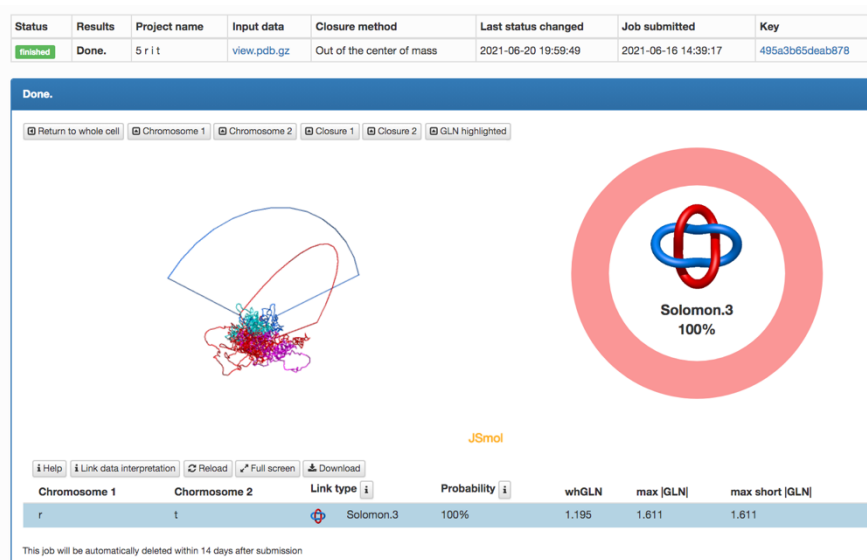 Status Results Project name Input data Closure method Last status changed Job submitted Key
finished Done. 5 r i t view.pdb.gz Out of the center of mass 2021-06-20 19:59:49 2021-06-16 14:39:17 495a3b65deab878
Done.
Return to whole cell Chromosome 1 Chromosome 2 Closure 1 Closure 2 GLN highlighted
Solomon.3
100%
JSmol
i Help i Link data interpretation Reload Full screen Download
Chromosome 1 Chormosome 2 Link type i Probability i whGLN max |GLN| max short |GLN|
r t Solomon.3 100% 1.195 1.611 1.611
This job will be automatically deleted within 14 days after submission